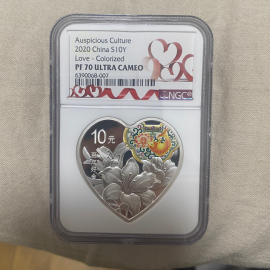 Auspicious Culture
2020 China S10Y
Love - Colorized
PF 70 ULTRA CAMEO
6390068-007
NGC
10元